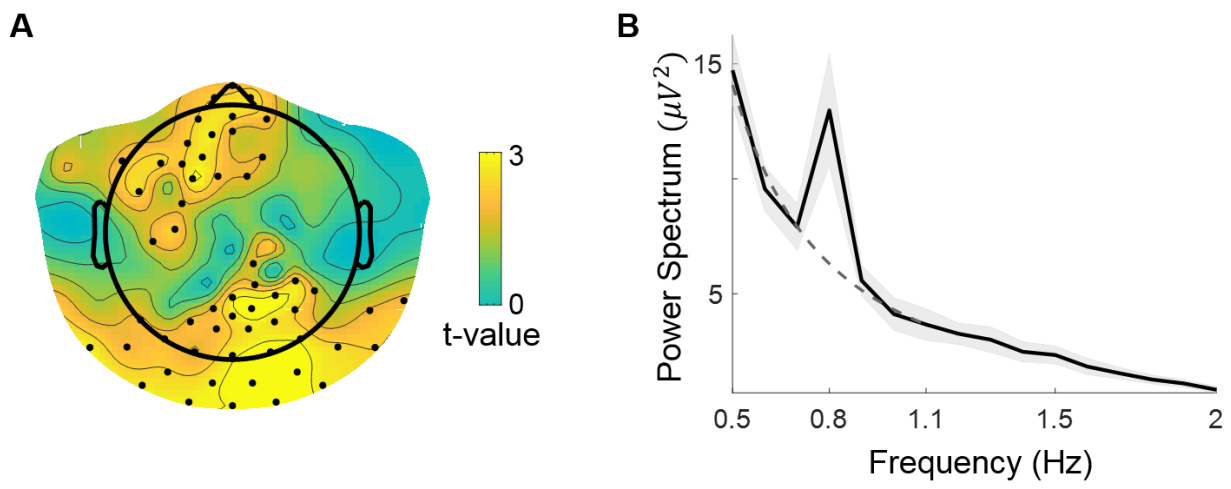 A
3
0
t-value
B
Power Spectrum (μV²)
15
5
0.5
0.8
1.1
1.5
2
Frequency (Hz)